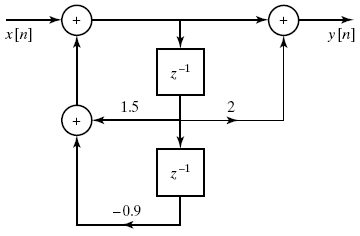 + +
x[n] y[n]
z⁻¹
1.5 2
+
z⁻¹
−0.9